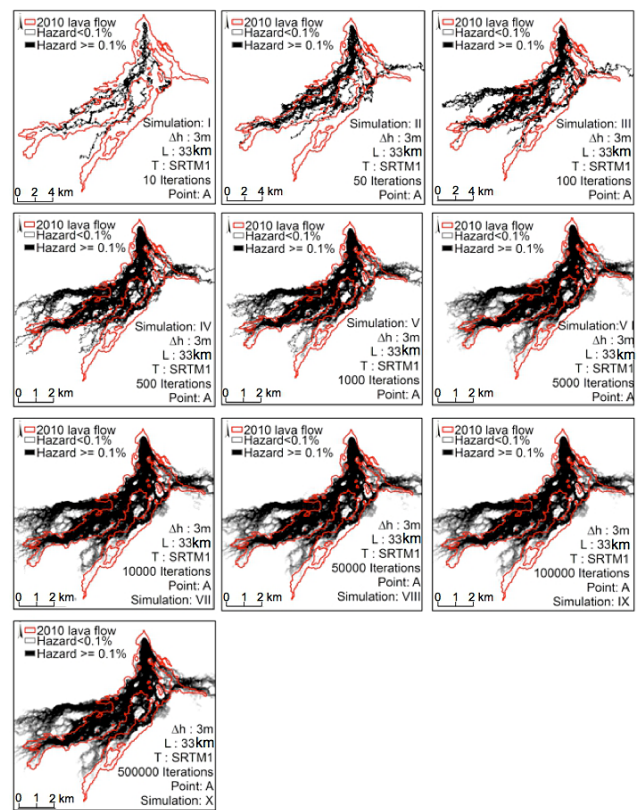 2010 lava flow
Hazard<0.1%
Hazard >= 0.1%
Simulation: I
Δh : 3m
L : 33km
T : SRTM1
10 Iterations
Point: A
0 2 4 km
2010 lava flow
Hazard<0.1%
Hazard >= 0.1%
Simulation: II
Δh : 3m
L : 33km
T : SRTM1
50 Iterations
Point: A
0 2 4 km
2010 lava flow
Hazard<0.1%
Hazard >= 0.1%
Simulation: III
Δh : 3m
L : 33km
T : SRTM1
100 Iterations
Point: A
0 2 4 km
2010 lava flow
Hazard<0.1%
Hazard >= 0.1%
Simulation: IV
Δh : 3m
L : 33km
T : SRTM1
500 Iterations
Point: A
0 1 2 km
2010 lava flow
Hazard<0.1%
Hazard >= 0.1%
Simulation: V
Δh : 3m
L : 33km
T : SRTM1
1000 Iterations
Point: A
0 1 2 km
2010 lava flow
Hazard<0.1%
Hazard >= 0.1%
Simulation:V I
Δh : 3m
L : 33km
T : SRTM1
5000 Iterations
Point: A
0 1 2 km
2010 lava flow
Hazard<0.1%
Hazard >= 0.1%
Δh : 3m
L : 33km
T : SRTM1
10000 Iterations
Point: A
Simulation: VII
0 1 2 km
2010 lava flow
Hazard<0.1%
Hazard >= 0.1%
Δh : 3m
L : 33km
T : SRTM1
50000 Iterations
Point: A
Simulation: VIII
0 1 2 km
2010 lava flow
Hazard<0.1%
Hazard >= 0.1%
Δh : 3m
L : 33km
T : SRTM1
100000 Iterations
Point: A
Simulation: IX
0 1 2 km
2010 lava flow
Hazard<0.1%
Hazard >= 0.1%
Δh : 3m
L : 33km
T : SRTM1
500000 Iterations
Point: A
Simulation: X
0 1 2 km